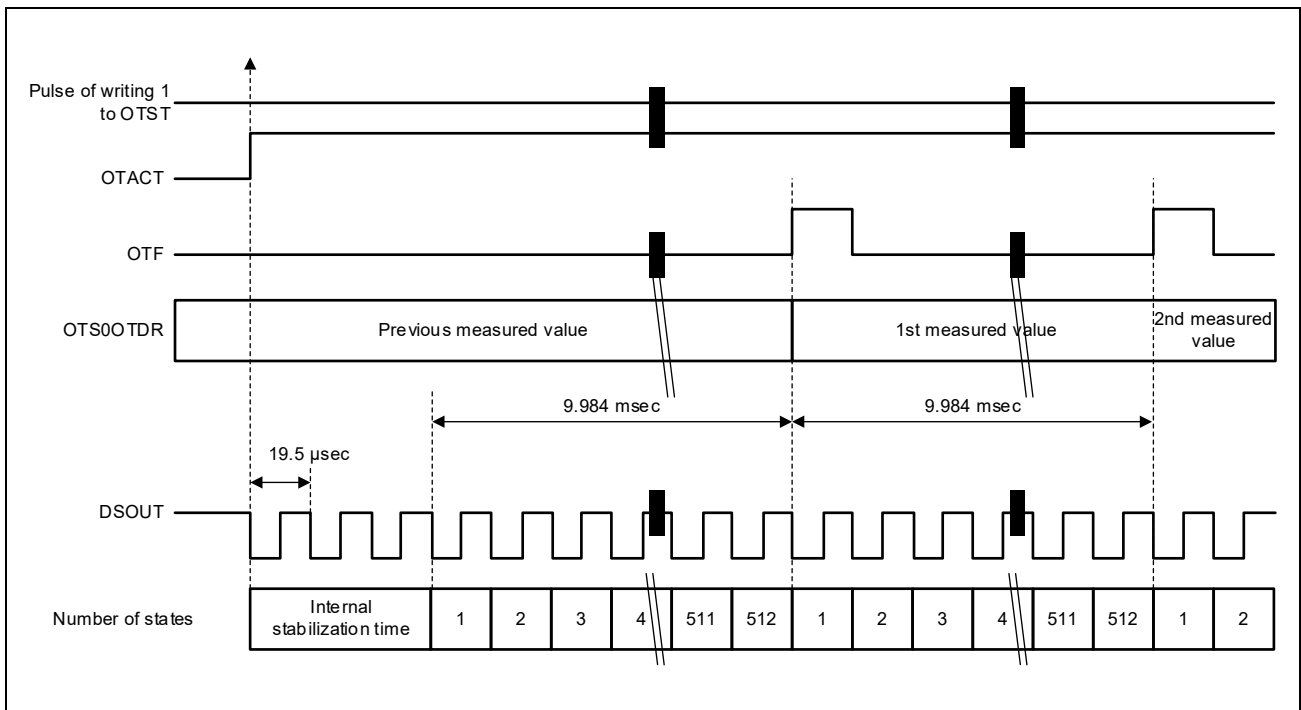 Pulse of writing 1
to OTST
OTACT
OTF
OTS0OTDR
Previous measured value
1st measured value
2nd measured
value
9.984 msec
9.984 msec
19.5 μsec
DSOUT
Number of states
Internal
stabilization time
1
2
3
4
511
512
1
2
3
4
511
512
1
2